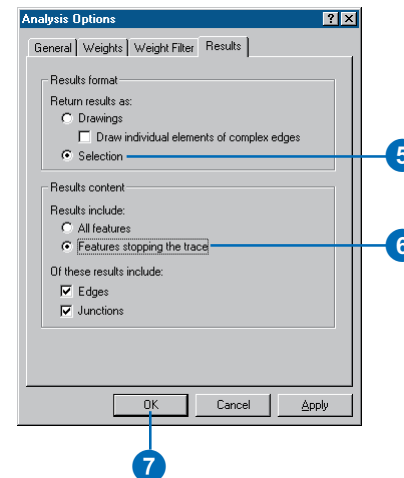 Analysis Options
General Weights Weight Filter Results
Results format
Return results as:
Drawings
Draw individual elements of complex edges
Selection
5
Results content
Results include:
All features
Features stopping the trace
6
Of these results include:
Edges
Junctions
OK Cancel Apply
7